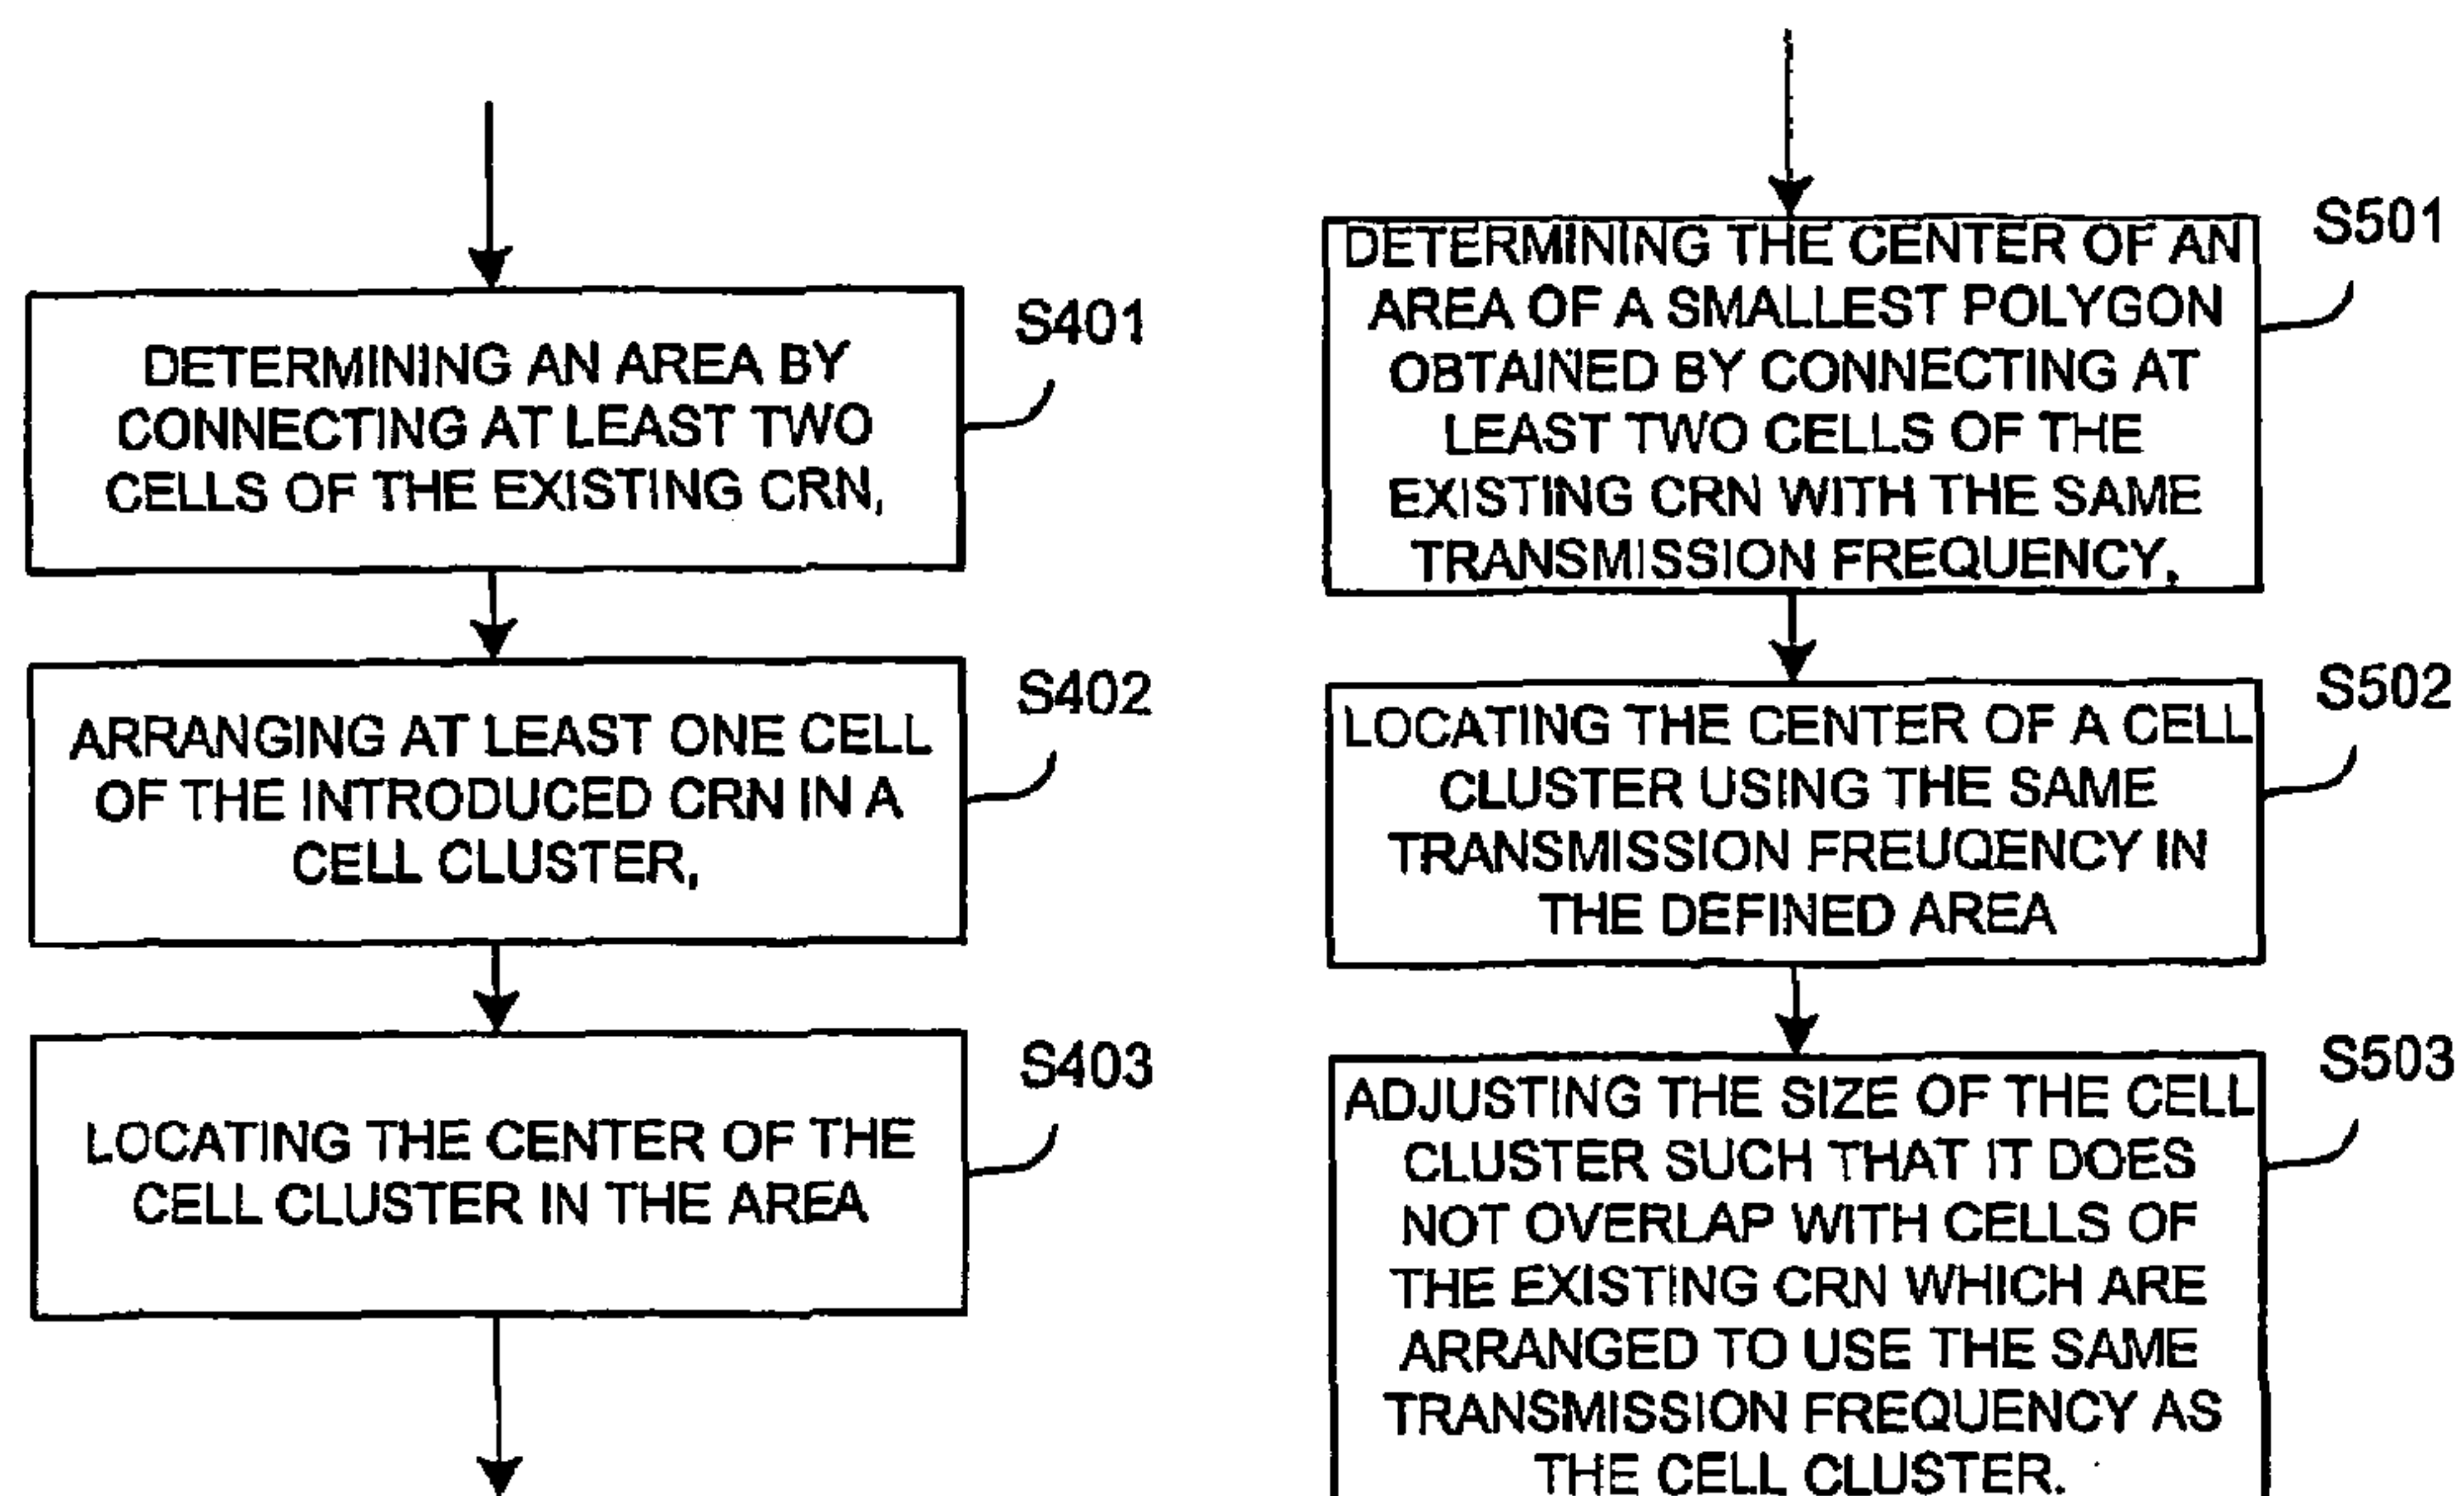 S401
DETERMINING AN AREA BY
CONNECTING AT LEAST TWO
CELLS OF THE EXISTING CRN,
S402
ARRANGING AT LEAST ONE CELL
OF THE INTRODUCED CRN IN A
CELL CLUSTER,
S403
LOCATING THE CENTER OF THE
CELL CLUSTER IN THE AREA
S501
DETERMINING THE CENTER OF AN
AREA OF A SMALLEST POLYGON
OBTAINED BY CONNECTING AT
LEAST TWO CELLS OF THE
EXISTING CRN WITH THE SAME
TRANSMISSION FREQUENCY,
S502
LOCATING THE CENTER OF A CELL
CLUSTER USING THE SAME
TRANSMISSION FREUQENCY IN
THE DEFINED AREA
S503
ADJUSTING THE SIZE OF THE CELL
CLUSTER SUCH THAT IT DOES
NOT OVERLAP WITH CELLS OF
THE EXISTING CRN WHICH ARE
ARRANGED TO USE THE SAME
TRANSMISSION FREQUENCY AS
THE CELL CLUSTER.